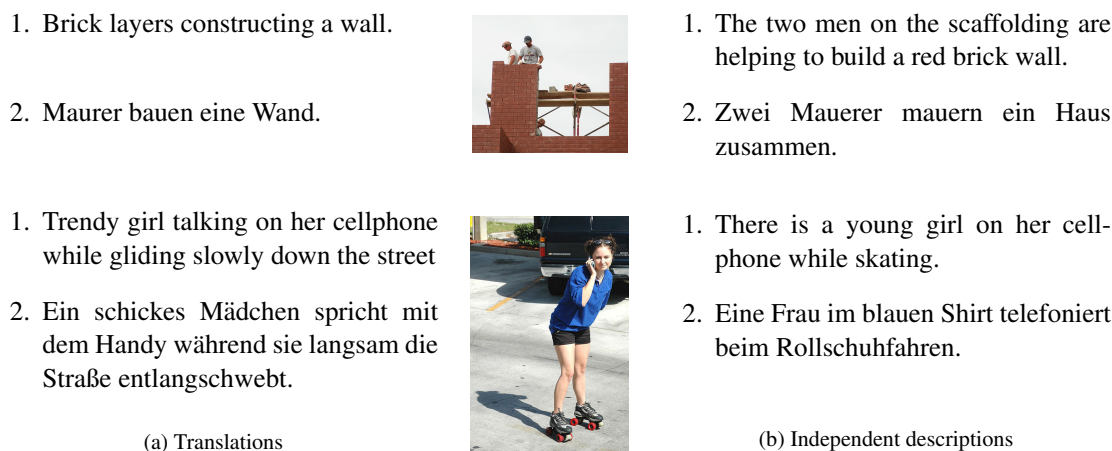 1. Brick layers constructing a wall.
2. Maurer bauen eine Wand.
1. Trendy girl talking on her cellphone
while gliding slowly down the street
2. Ein schickes Mädchen spricht mit
dem Handy während sie langsam die
Straße entlangschwebt.
(a) Translations
1. The two men on the scaffolding are
helping to build a red brick wall.
2. Zwei Mauerer mauern ein Haus
zusammen.
1. There is a young girl on her cell-
phone while skating.
2. Eine Frau im blauen Shirt telefoniert
beim Rollschuhfahren.
(b) Independent descriptions